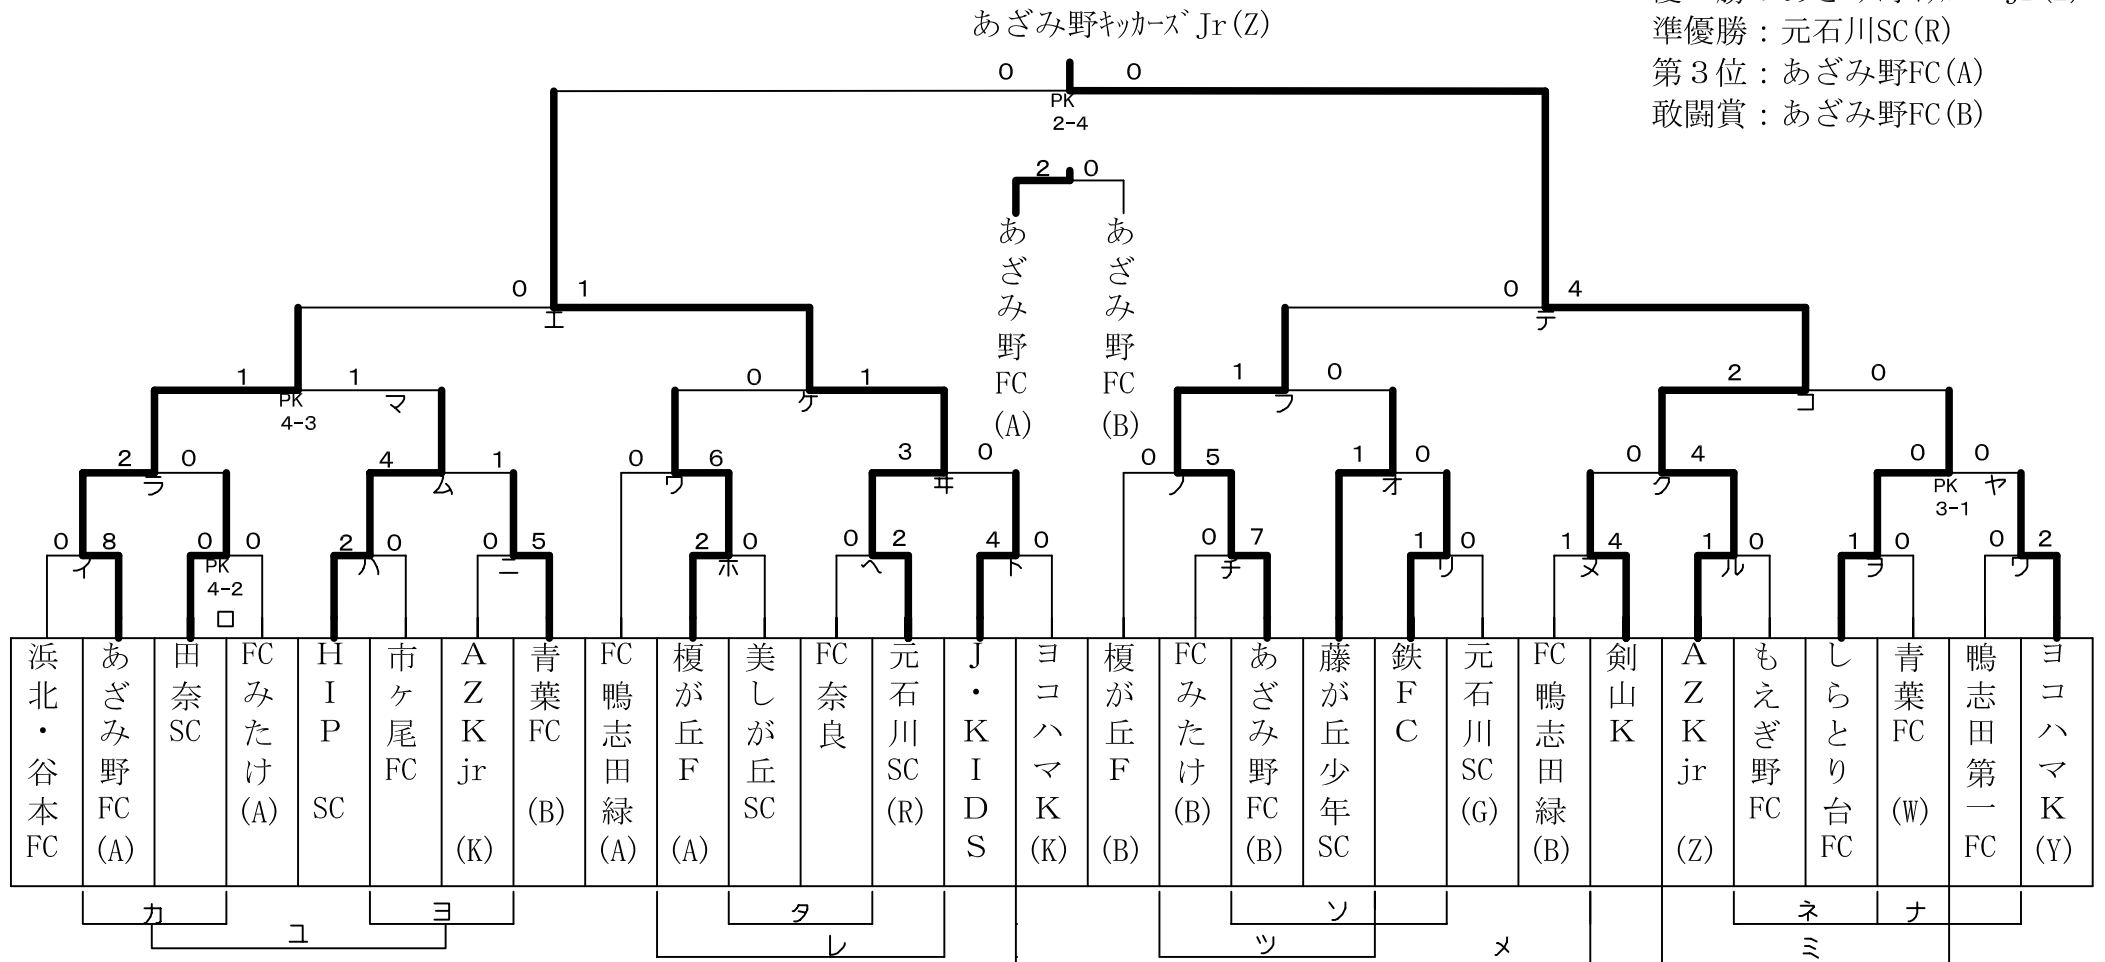 あざみ野キッカーズJr(Z)
準優勝：元石川SC(R)
第３位：あざみ野FC(A)
敢闘賞：あざみ野FC(B)
0 0
PK
2-4
2 0
あざみ野FC(A)
あざみ野FC(B)
0 1 0 4
エ テ
1 1 0 1 1 0 2 0
PK マ ケ フ コ
4-3
2 0 4 1 0 6 3 0 0 5 1 0 0 4 0 0
ラ ム ワ ヰ ノ オ ク PK ヤ
3-1
0 8 0 0 2 0 0 5 2 0 0 2 4 0 0 7 1 0 1 4 1 0 1 0 0 2
イ PK ハ ニ ホ ヘ ト チ リ ヌ ル ヲ ワ
4-2
ロ
浜北・谷本FC
あざみ野FC(A)
田奈SC
FCみたけ(A)
ＨＩＰ SC
市ヶ尾FC
ＡＺＫjr (K)
青葉FC (B)
FC鴨志田緑(A)
榎が丘Ｆ (A)
美しが丘SC
FC奈良
元石川SC(R)
Ｊ・ＫＩＤＳ
ヨコハマＫ(K)
榎が丘Ｆ (B)
FCみたけ(B)
あざみ野FC(B)
藤が丘少年SC
鉄ＦＣ
元石川SC(G)
FC鴨志田緑(B)
剣山Ｋ
ＡＺＫjr (Z)
もえぎ野FC
しらとり台FC
青葉FC (W)
鴨志田第一FC
ヨコハマＫ(Y)
カ ヨ タ ソ ネ ナ
ユ レ ツ メ ミ